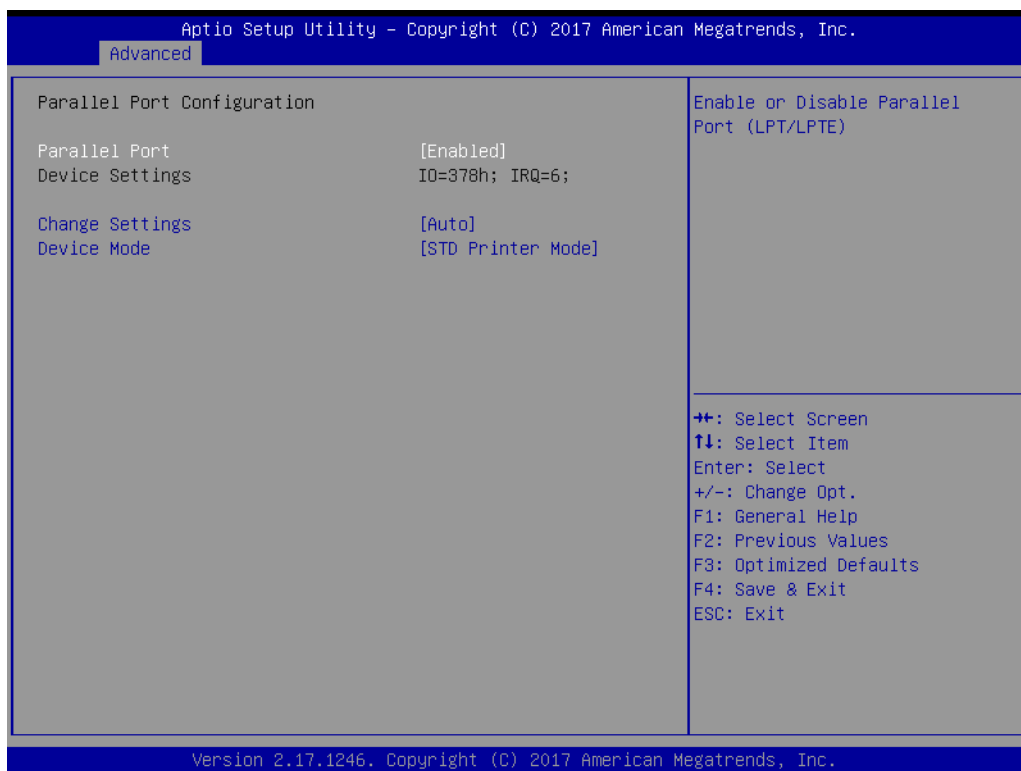 Aptio Setup Utility – Copyright (C) 2017 American Megatrends, Inc.
Advanced
Parallel Port Configuration
Parallel Port [Enabled]
Device Settings IO=378h; IRQ=6;
Change Settings [Auto]
Device Mode [STD Printer Mode]
Enable or Disable Parallel
Port (LPT/LPTE)
→←: Select Screen
↑↓: Select Item
Enter: Select
+/-: Change Opt.
F1: General Help
F2: Previous Values
F3: Optimized Defaults
F4: Save & Exit
ESC: Exit
Version 2.17.1246. Copyright (C) 2017 American Megatrends, Inc.